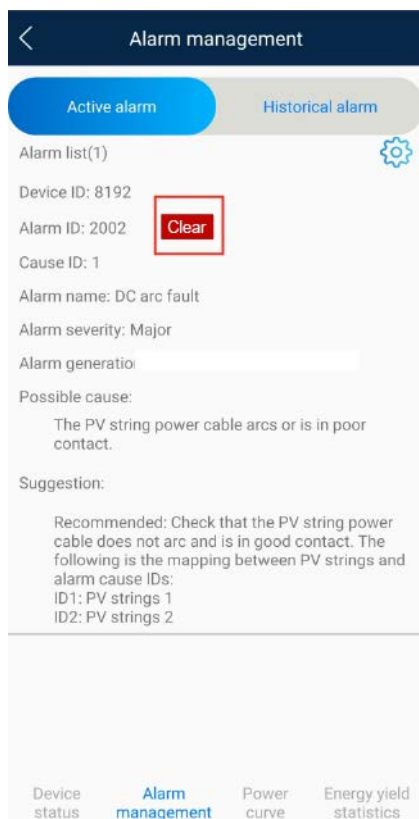 Alarm management
Active alarm Historical alarm
Alarm list(1)
Device ID: 8192
Alarm ID: 2002 Clear
Cause ID: 1
Alarm name: DC arc fault
Alarm severity: Major
Alarm generatio
Possible cause:
The PV string power cable arcs or is in poor
contact.
Suggestion:
Recommended: Check that the PV string power
cable does not arc and is in good contact. The
following is the mapping between PV strings and
alarm cause IDs:
ID1: PV strings 1
ID2: PV strings 2
Device Alarm Power Energy yield
status management curve statistics